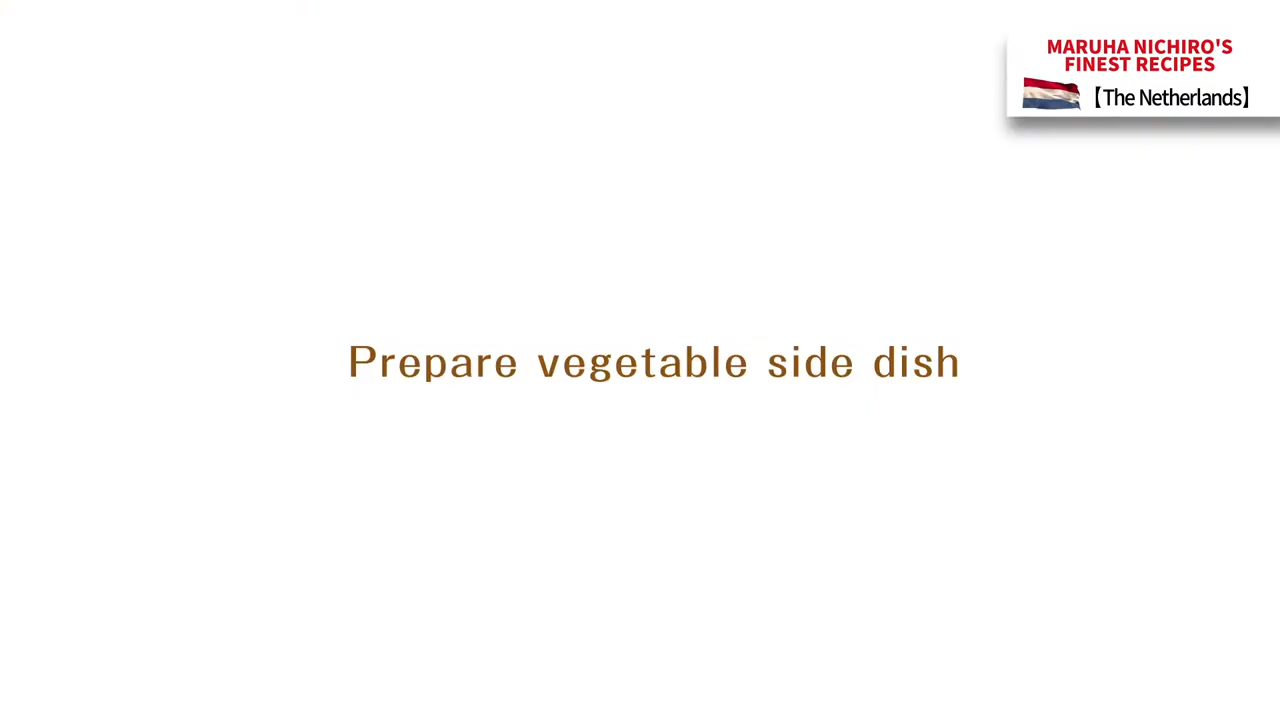 MARUHA NICHIRO'S
FINEST RECIPES
【The Netherlands】
Prepare vegetable side dish